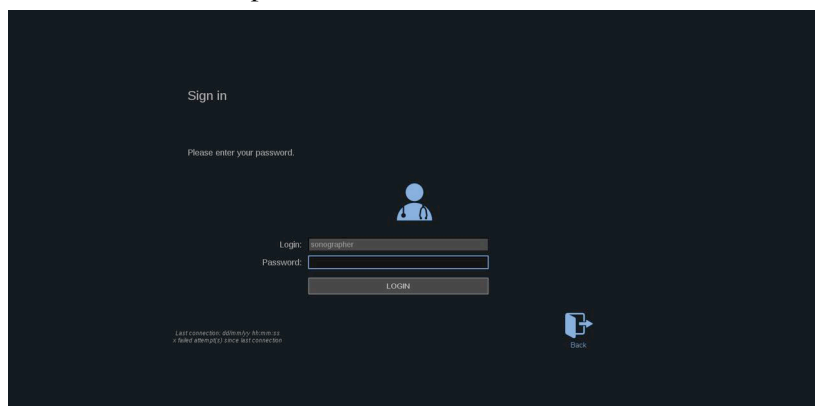 Sign in
Please enter your password.
Login: sonographer
Password:
LOGIN
Last connection: dd/mm/yy hh:mm:ss
x failed attempt(s) since last connection
Back